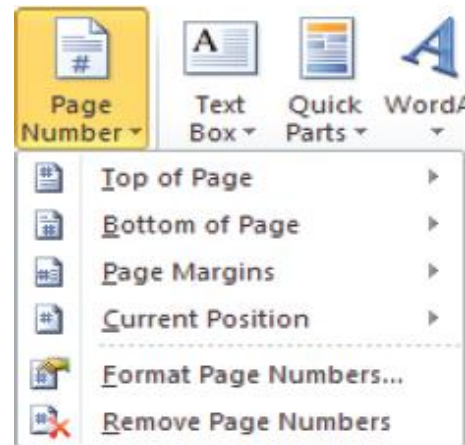 Page Number
Text Box
Quick Parts
WordA
Top of Page
Bottom of Page
Page Margins
Current Position
Format Page Numbers...
Remove Page Numbers